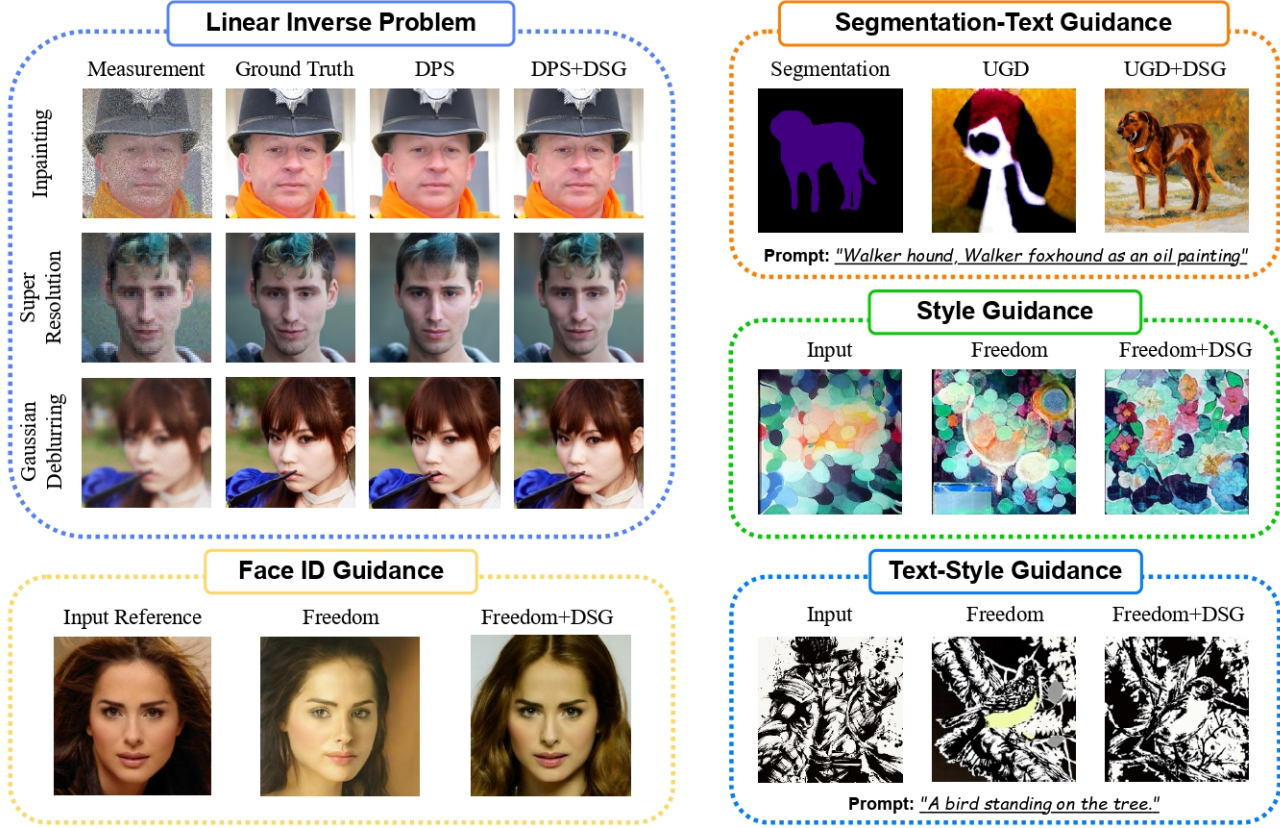 Linear Inverse Problem
Measurement Ground Truth DPS DPS+DSG
Inpainting
Super
Resolution
Gaussian
Deblurring
Face ID Guidance
Input Reference Freedom Freedom+DSG
Segmentation-Text Guidance
Segmentation UGD UGD+DSG
Prompt: "Walker hound, Walker foxhound as an oil painting"
Style Guidance
Input Freedom Freedom+DSG
Text-Style Guidance
Input Freedom Freedom+DSG
Prompt: "A bird standing on the tree."